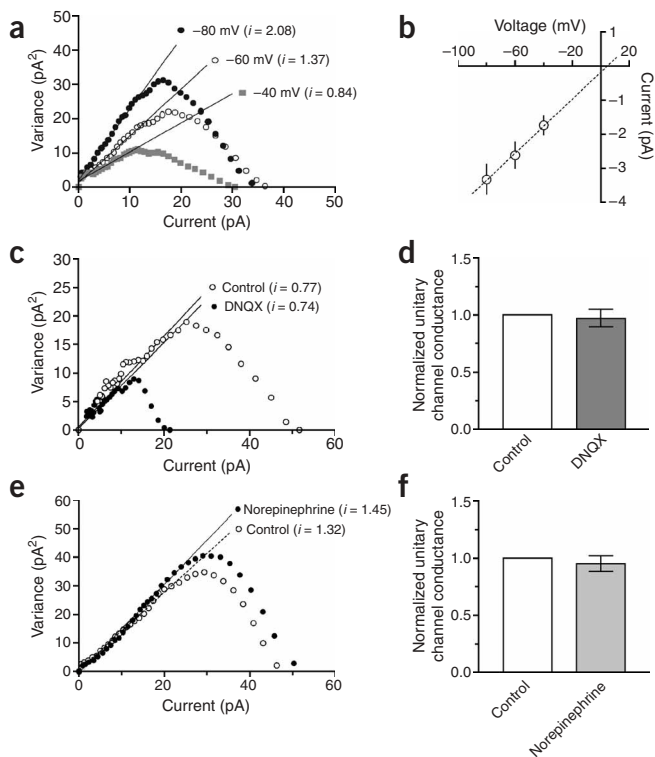 a
Variance (pA2)
50
40
30
20
10
0
0 10 20 30 40 50
Current (pA)
−80 mV (i = 2.08)
−60 mV (i = 1.37)
−40 mV (i = 0.84)
b
Voltage (mV)
−100 −60 −20 20
1
−1
−2
−3
−4
Current (pA)
c
Variance (pA2)
30
25
20
15
10
5
0
0 20 40 60
Current (pA)
Control (i = 0.77)
DNQX (i = 0.74)
d
Normalized unitary
channel conductance
1.5
1.0
0.5
0.0
Control
DNQX
e
Variance (pA2)
60
50
40
30
20
10
0
0 20 40 60
Current (pA)
Norepinephrine (i = 1.45)
Control (i = 1.32)
f
Normalized unitary
channel conductance
1.5
1.0
0.5
0.0
Control
Norepinephrine